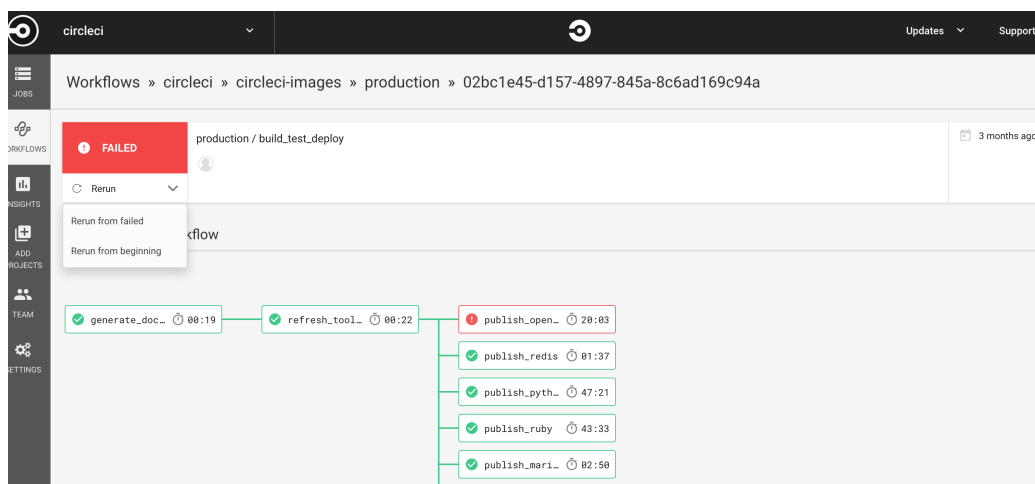 circleci
Updates
Support
JOBS
Workflows » circleci » circleci-images » production » 02bc1e45-d157-4897-845a-8c6ad169c94a
ORKFLOWS
FAILED
production / build_test_deploy
3 months ago
Rerun
NSIGHTS
Rerun from failed
kflow
Rerun from beginning
ADD
ROJECTS
TEAM
generate_doc… 00:19
refresh_tool… 00:22
publish_open… 20:03
SETTINGS
publish_redis 01:37
publish_pyth… 47:21
publish_ruby 43:33
publish_mari… 02:50